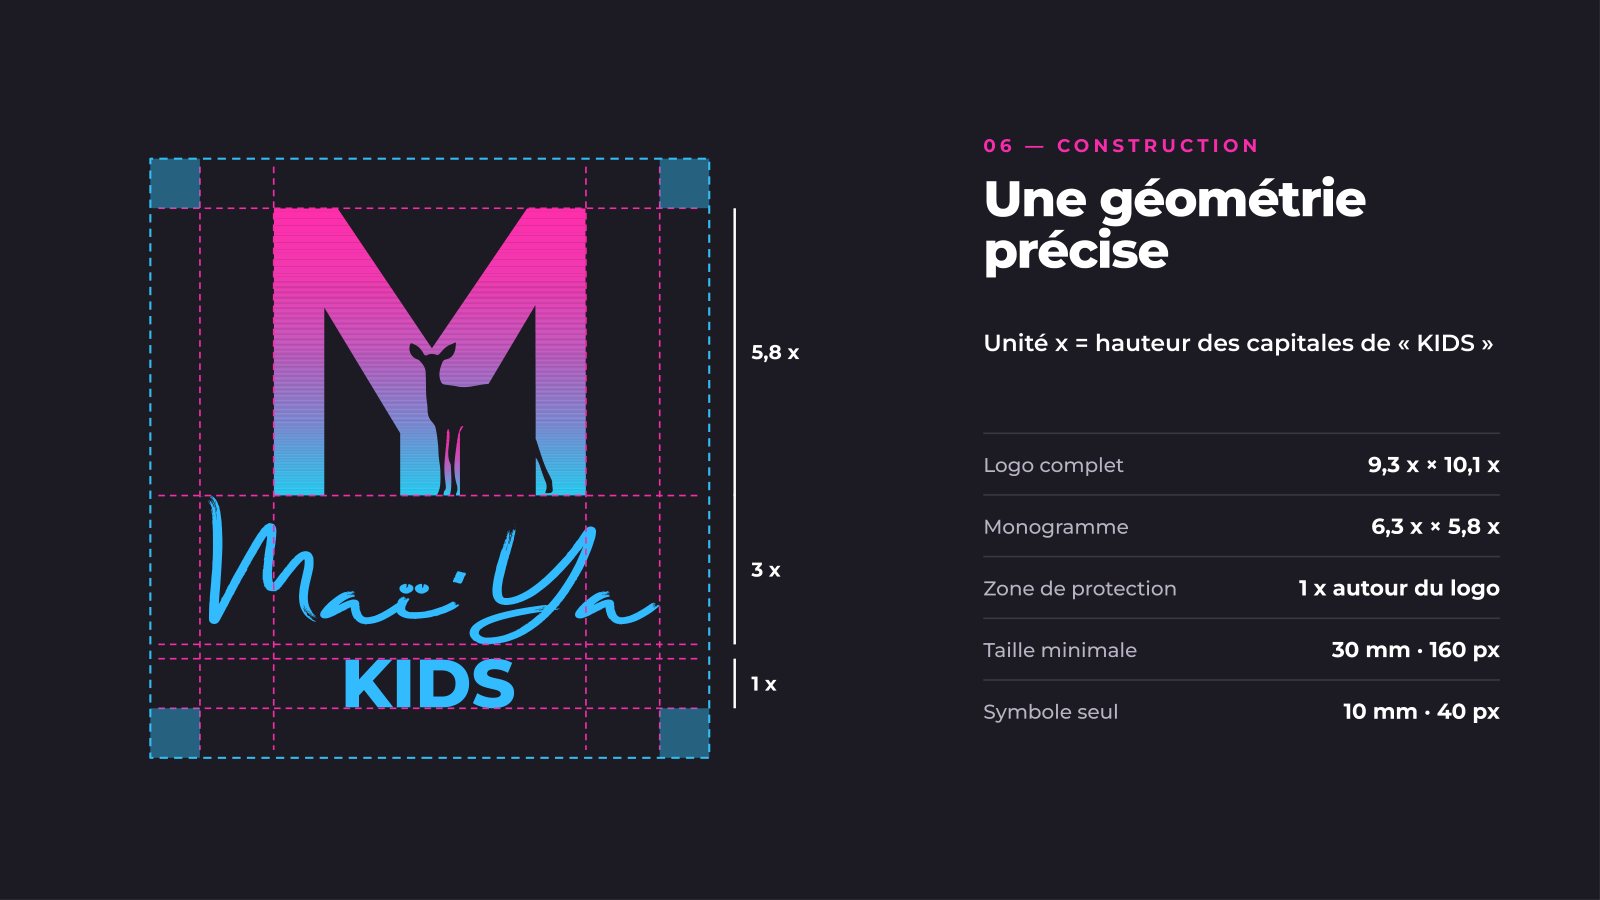 M
Maï'Ya
KIDS
5,8 x
3 x
1 x
06 — CONSTRUCTION
Une géométrie
précise
Unité x = hauteur des capitales de « KIDS »
Logo complet 9,3 x × 10,1 x
Monogramme 6,3 x × 5,8 x
Zone de protection 1 x autour du logo
Taille minimale 30 mm · 160 px
Symbole seul 10 mm · 40 px